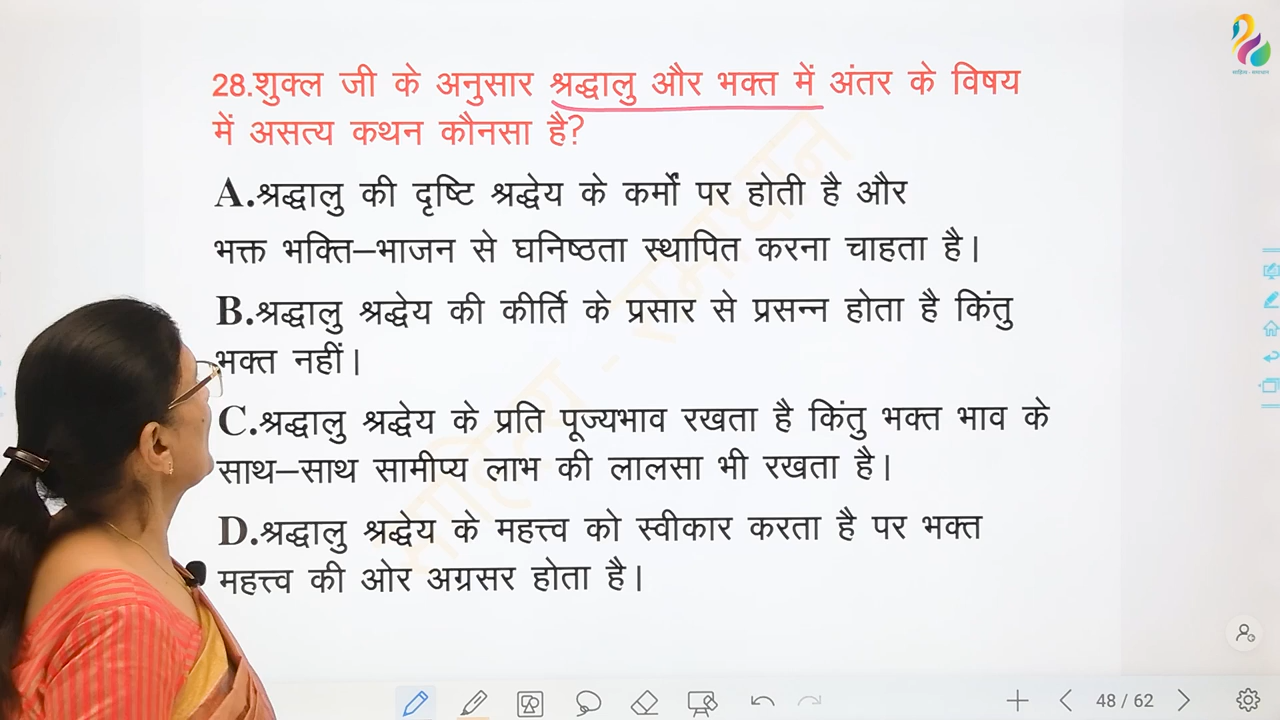 साहित्य - समाधान
28.शुक्ल जी के अनुसार श्रद्धालु और भक्त में अंतर के विषय
में असत्य कथन कौनसा है?
A.श्रद्धालु की दृष्टि श्रद्धेय के कर्मों पर होती है और
भक्त भक्ति–भाजन से घनिष्ठता स्थापित करना चाहता है।
B.श्रद्धालु श्रद्धेय की कीर्ति के प्रसार से प्रसन्न होता है किंतु
भक्त नहीं।
C.श्रद्धालु श्रद्धेय के प्रति पूज्यभाव रखता है किंतु भक्त भाव के
साथ–साथ सामीप्य लाभ की लालसा भी रखता है।
D.श्रद्धालु श्रद्धेय के महत्त्व को स्वीकार करता है पर भक्त
महत्त्व की ओर अग्रसर होता है।
साहित्य - समाधान
48 / 62